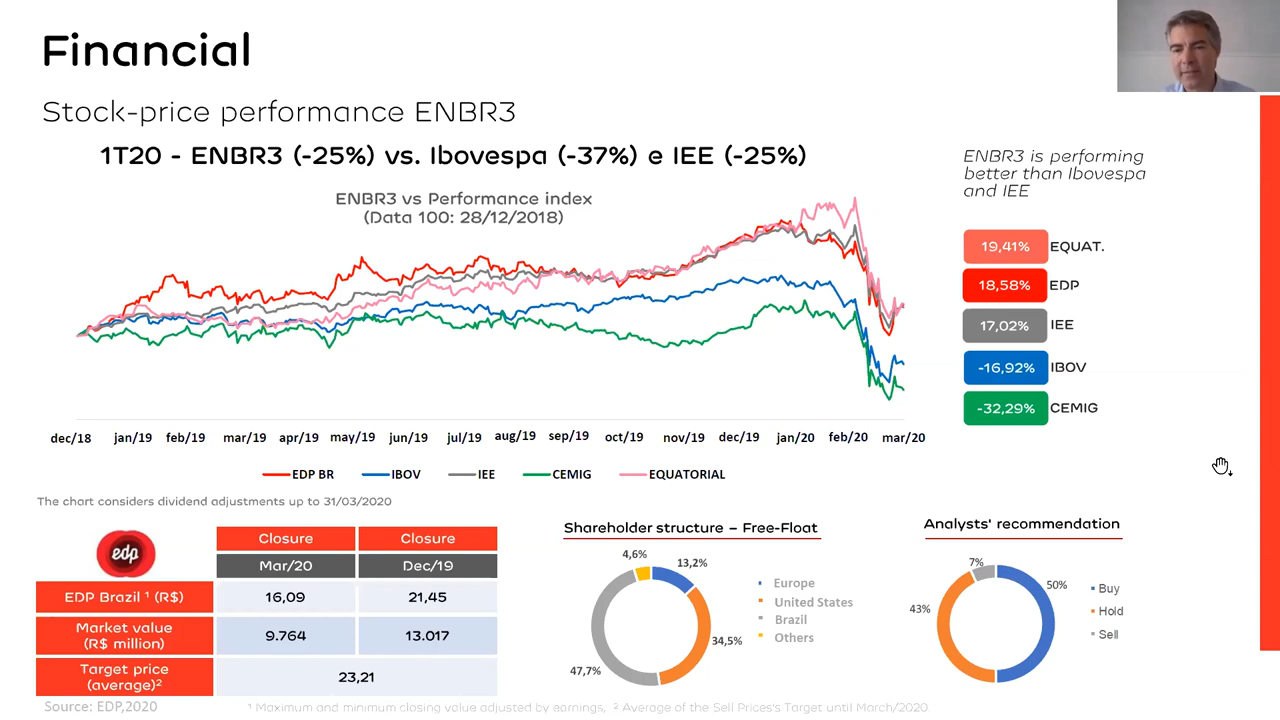 Financial
Stock-price performance ENBR3
1T20 - ENBR3 (-25%) vs. Ibovespa (-37%) e IEE (-25%)
ENBR3 vs Performance index
(Data 100: 28/12/2018)
ENBR3 is performing
better than Ibovespa
and IEE
19,41% EQUAT.
18,58% EDP
17,02% IEE
-16,92% IBOV
-32,29% CEMIG
dec/18 jan/19 feb/19 mar/19 apr/19 may/19 jun/19 jul/19 aug/19 sep/19 oct/19 nov/19 dec/19 jan/20 feb/20 mar/20
EDP BR IBOV IEE CEMIG EQUATORIAL
The chart considers dividend adjustments up to 31/03/2020
edp
Closure Closure
Mar/20 Dec/19
EDP Brazil ¹ (R$) 16,09 21,45
Market value
(R$ million)
9.764 13.017
Target price
(average)²
23,21
Shareholder structure – Free-Float
4,6%
13,2%
34,5%
47,7%
Europe
United States
Brazil
Others
Analysts' recommendation
7%
50%
43%
Buy
Hold
Sell
Source: EDP,2020
¹ Maximum and minimum closing value adjusted by earnings, ² Average of the Sell Prices's Target until March/2020.